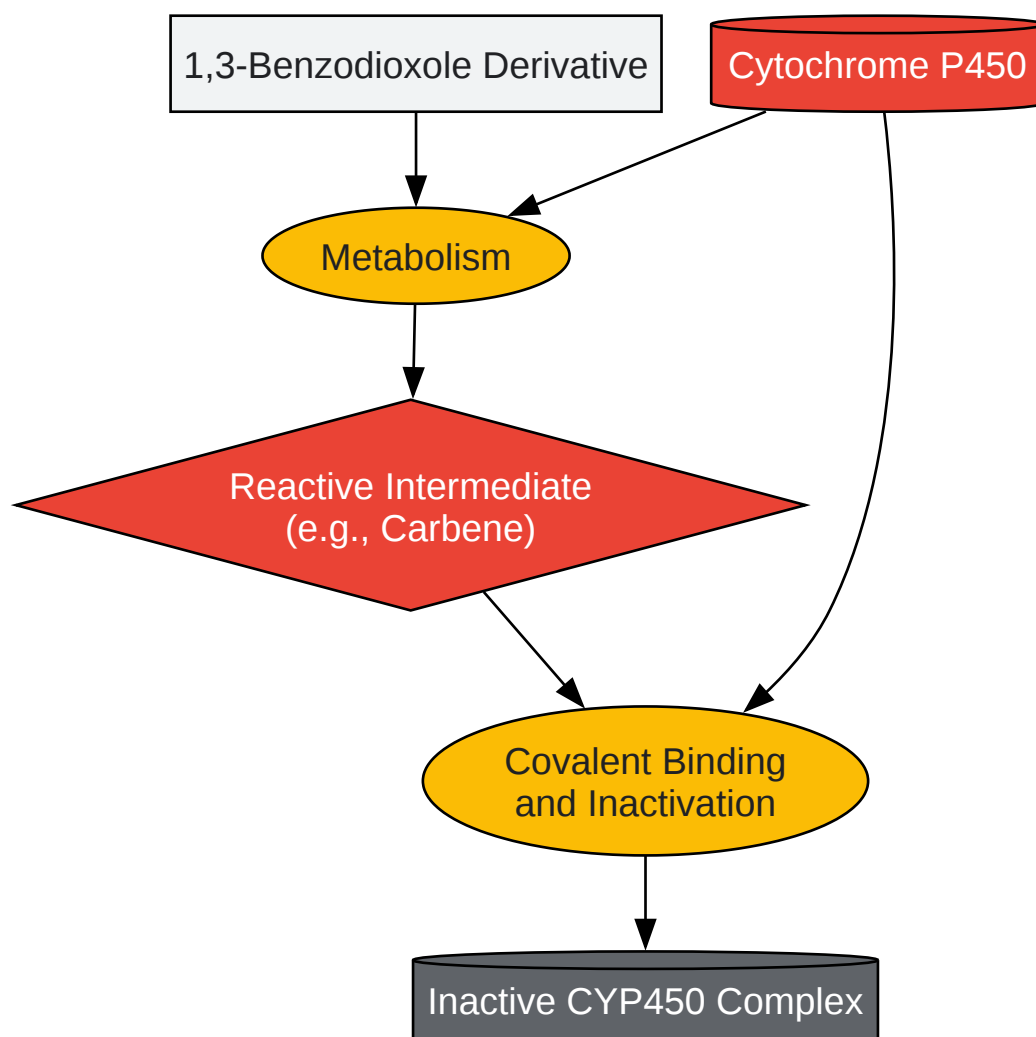 1,3-Benzodioxole Derivative
Cytochrome P450
Metabolism
Reactive Intermediate
(e.g., Carbene)
Covalent Binding
and Inactivation
Inactive CYP450 Complex